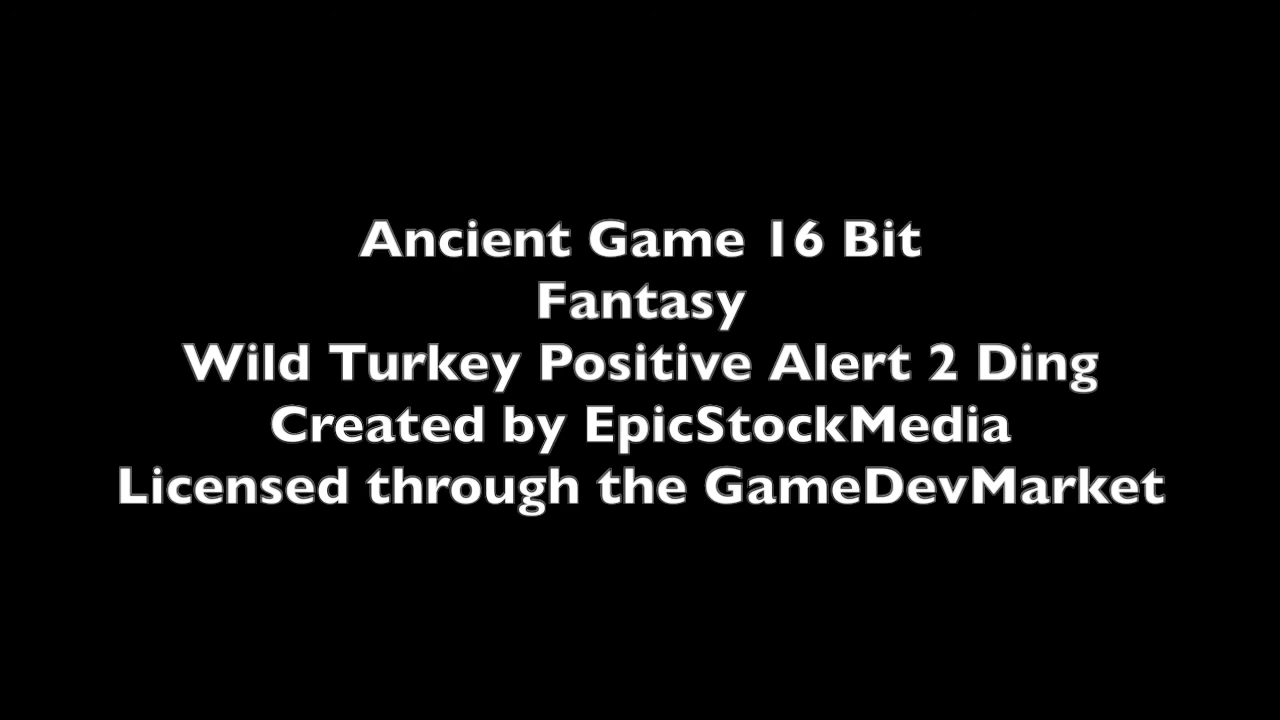 Ancient Game 16 Bit
Fantasy
Wild Turkey Positive Alert 2 Ding
Created by EpicStockMedia
Licensed through the GameDevMarket